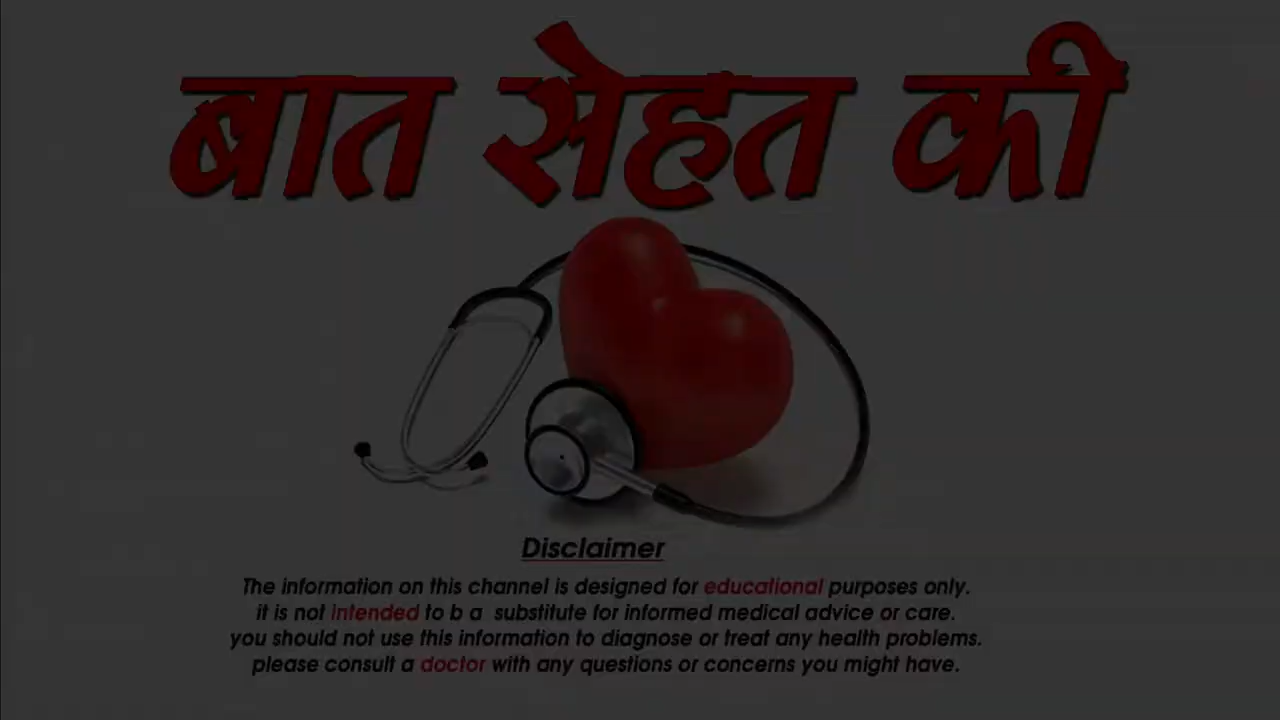 बात सेहत की
Disclaimer
The information on this channel is designed for educational purposes only.
it is not intended to b a substitute for informed medical advice or care.
you should not use this information to diagnose or treat any health problems.
please consult a doctor with any questions or concerns you might have.